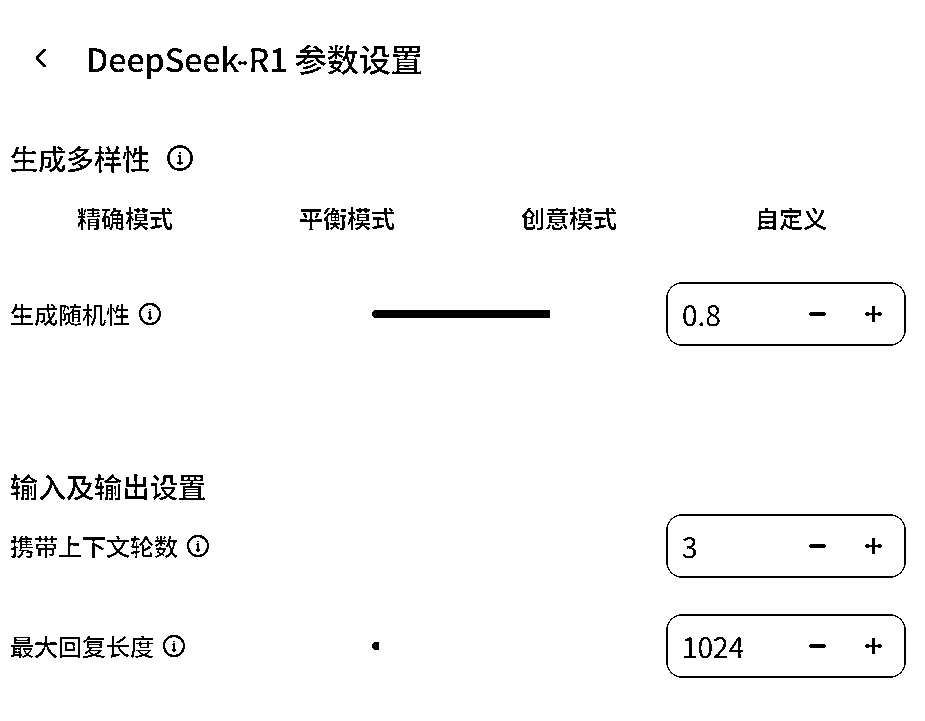 DeepSeek-R1 参数设置
生成多样性
精确模式 平衡模式 创意模式 自定义
生成随机性 0.8 − +
输入及输出设置
携带上下文轮数 3 − +
最大回复长度 1024 − +